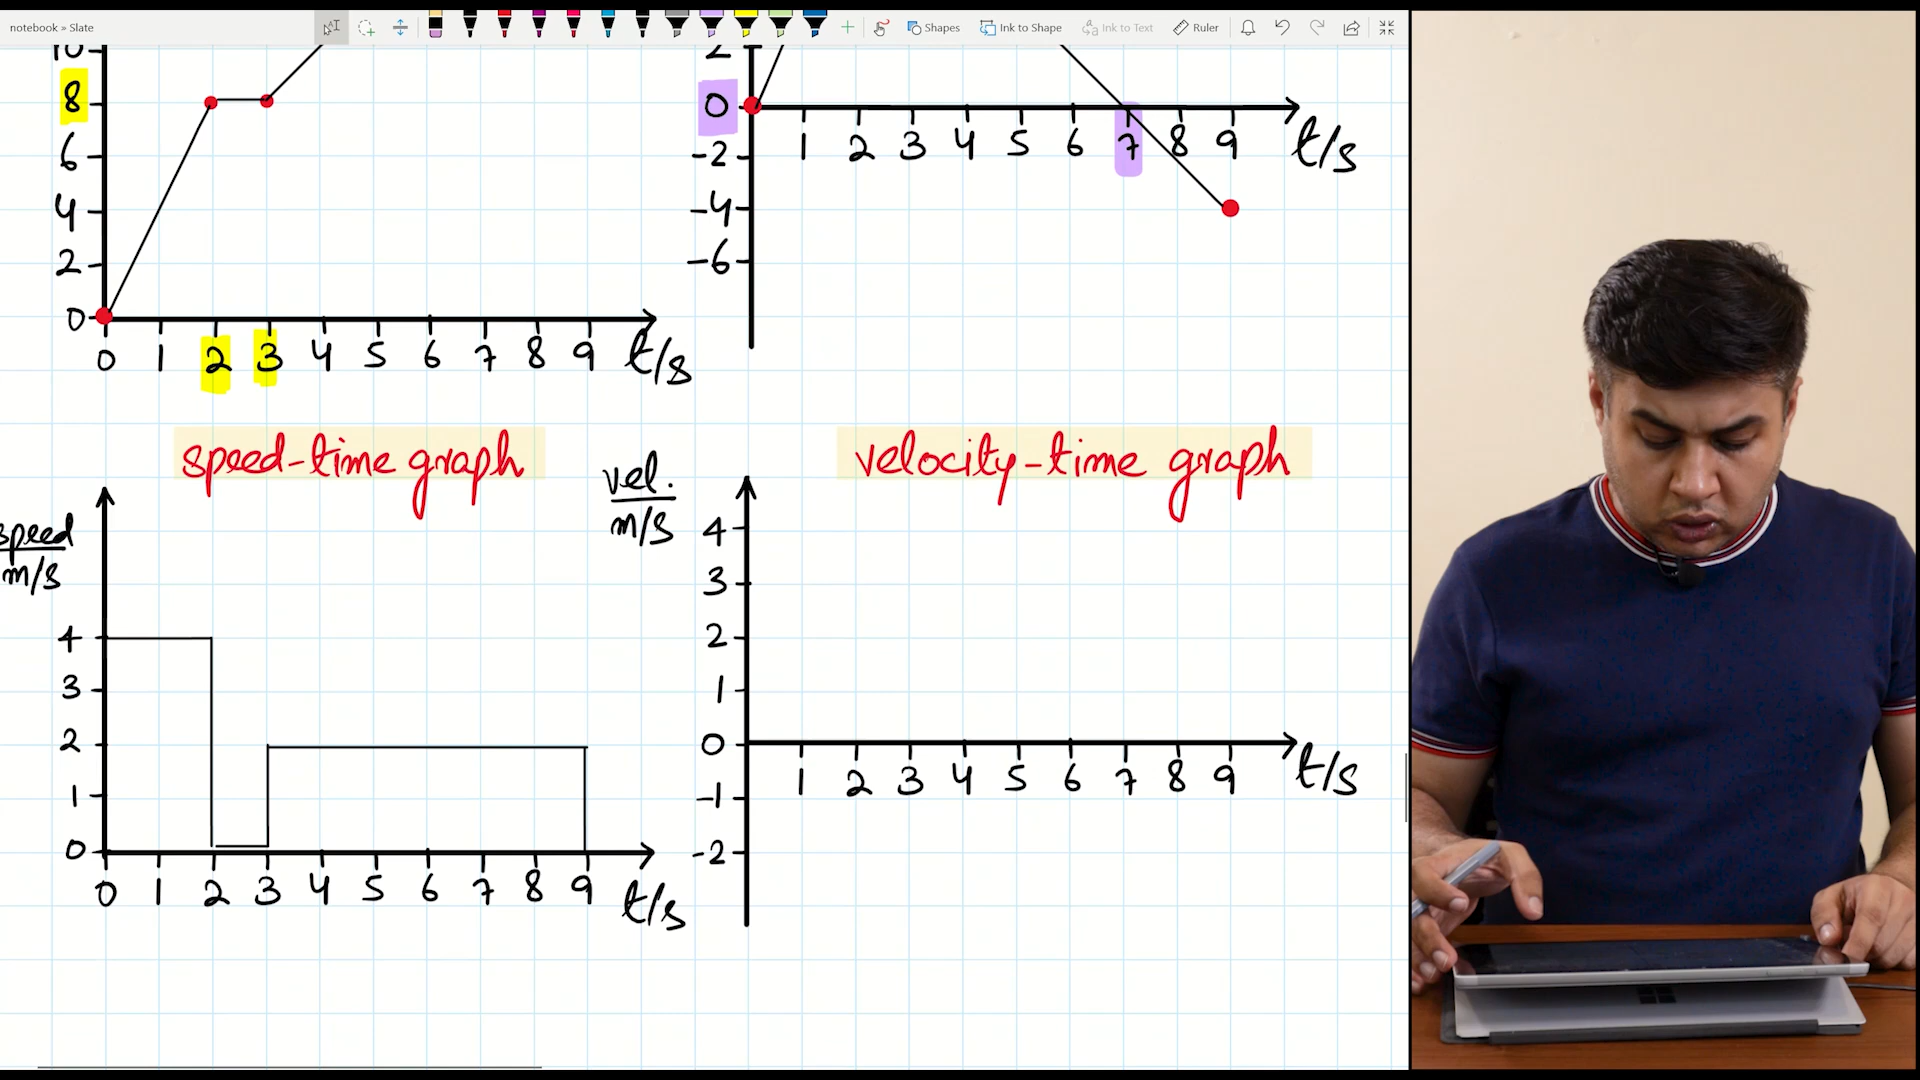 notebook » Slate
Shapes
Ink to Shape
Ink to Text
Ruler
10
8
6
4
2
0
0 1 2 3 4 5 6 7 8 9 t/s
2
0
1 2 3 4 5 6 7 8 9 t/s
-2
-4
-6
speed-time graph
speed
m/s
4
3
2
1
0
0 1 2 3 4 5 6 7 8 9 t/s
velocity-time graph
vel.
m/s
4
3
2
1
0
1 2 3 4 5 6 7 8 9 t/s
-1
-2